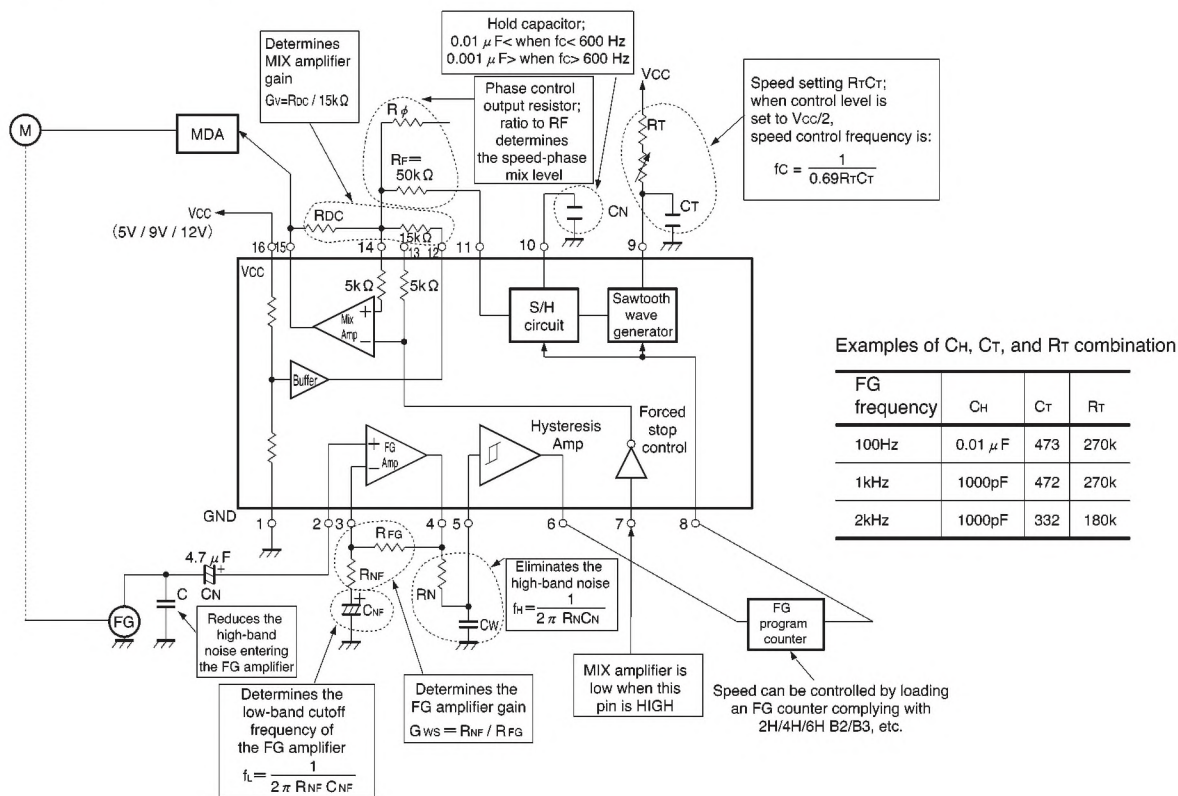 Hold capacitor;
0.01 μF< when fc< 600 Hz
0.001 μF> when fc> 600 Hz
Determines
MIX amplifier
gain
GV=RDC / 15kΩ
Phase control
output resistor;
ratio to RF
determines
the speed-phase
mix level
VCC
Speed setting RTCT;
when control level is
set to VCC/2,
speed control frequency is:
fC = 1 / 0.69RTCT
M
MDA
Rφ
RF=
50kΩ
RT
CN
CT
VCC
(5V / 9V / 12V)
RDC
15kΩ
16
15
14
13
12
11
10
9
VCC
5kΩ
5kΩ
Mix
Amp
+
−
S/H
circuit
Sawtooth
wave
generator
Buffer
FG
Amp
+
−
Hysteresis
Amp
Forced
stop
control
GND
1
2
3
4
5
6
7
8
4.7 μF
+
CN
C
FG
Reduces the
high-band
noise entering
the FG amplifier
RFG
RNF
+
CNF
RN
CW
Eliminates the
high-band noise
fH= 1 / 2π RNCN
FG
program
counter
Determines the
low-band cutoff
frequency of
the FG amplifier
fL= 1 / 2π RNF CNF
Determines the
FG amplifier gain
GWS = RNF / RFG
MIX amplifier is
low when this
pin is HIGH
Speed can be controlled by loading
an FG counter complying with
2H/4H/6H B2/B3, etc.
Examples of CH, CT, and RT combination
FG
frequency CH CT RT
100Hz 0.01 μF 473 270k
1kHz 1000pF 472 270k
2kHz 1000pF 332 180k